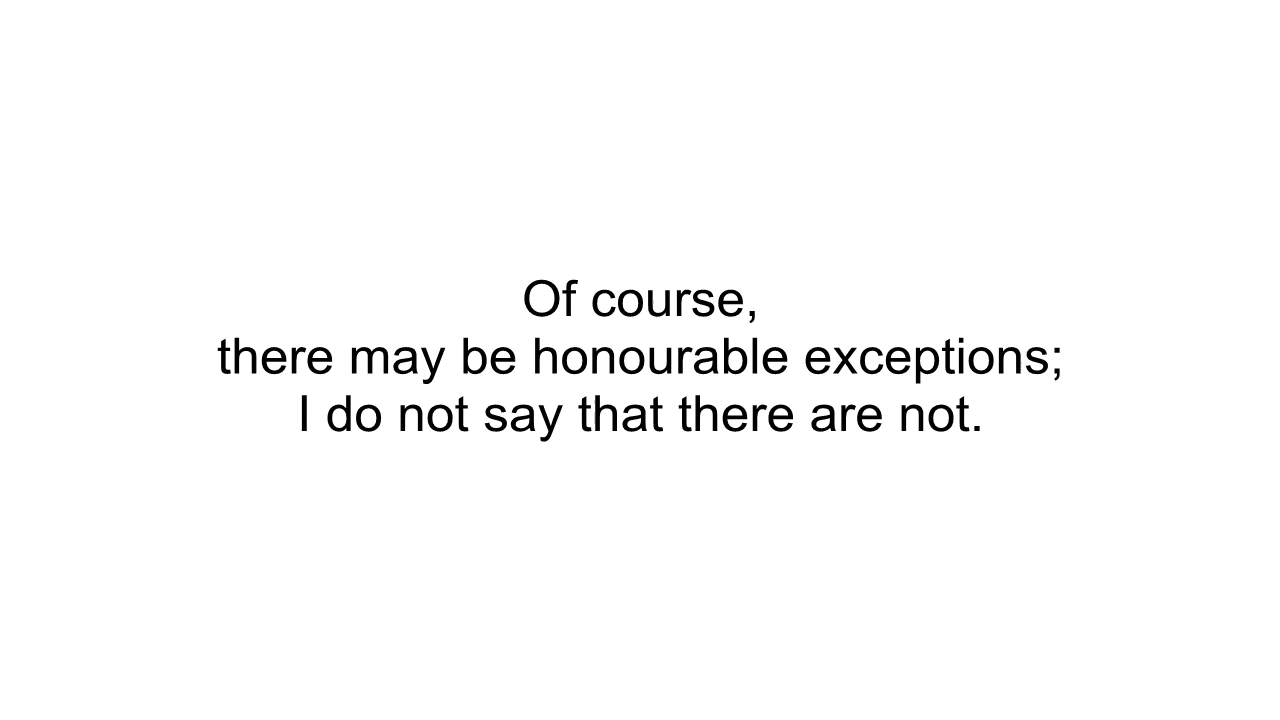 Of course,
there may be honourable exceptions;
I do not say that there are not.